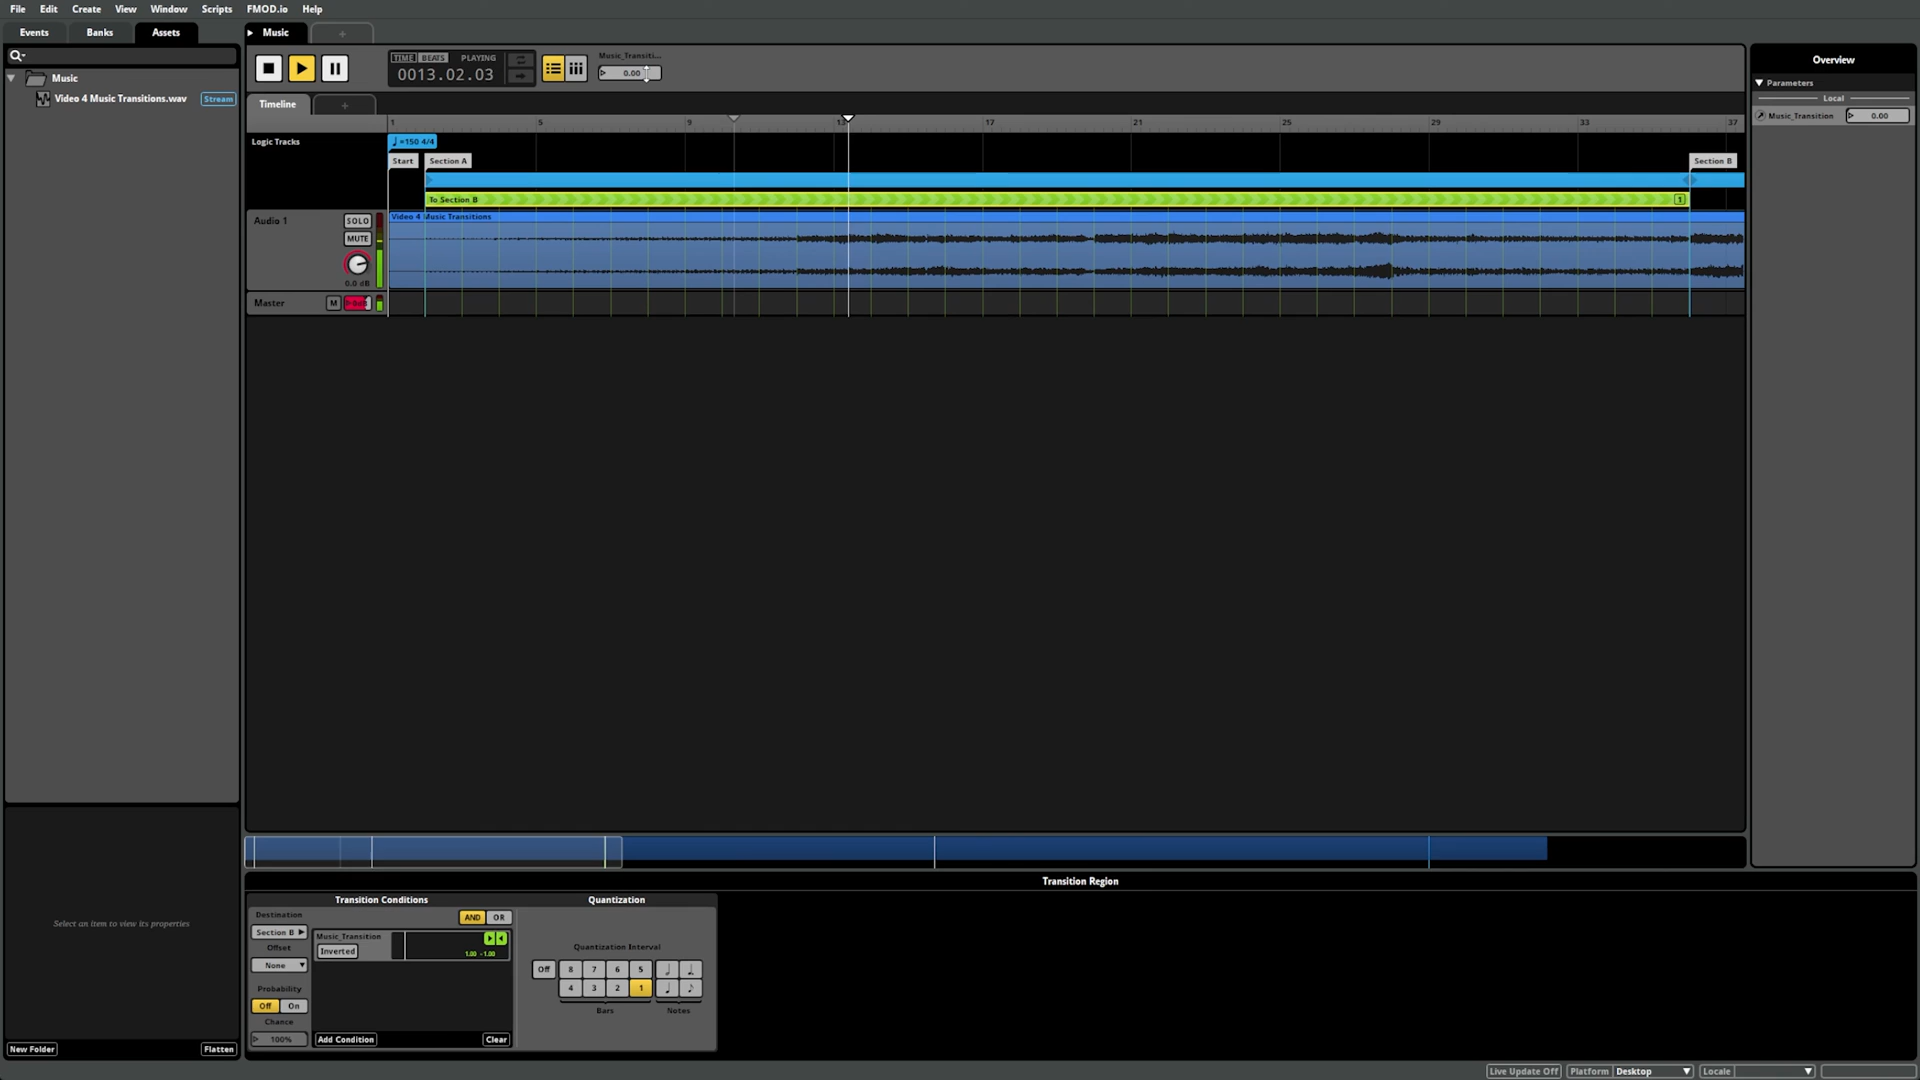 File Edit Create View Window Scripts FMOD.io Help
Events Banks Assets
Music
Music
Video 4 Music Transitions.wav Stream
TIME BEATS PLAYING
0013.02.03
Music_Transiti...
0.00
Timeline
1 5 9 13 17 21 25 29 33 37
Logic Tracks
♩=150 4/4
Start Section A Section B
To Section B 1
Audio 1 SOLO
MUTE
0.0 dB
Video 4 Music Transitions
Master M
Overview
Parameters
Local
Music_Transition 0.00
Select an item to view its properties
New Folder Flatten
Transition Region
Transition Conditions
Destination
Section B
Offset
None
Probability
Off On
Chance
100%
AND OR
Music_Transition
Inverted
1.00 - 1.00
Add Condition Clear
Quantization
Quantization Interval
Off 8 7 6 5
4 3 2 1
Bars Notes
Live Update Off Platform Desktop Locale